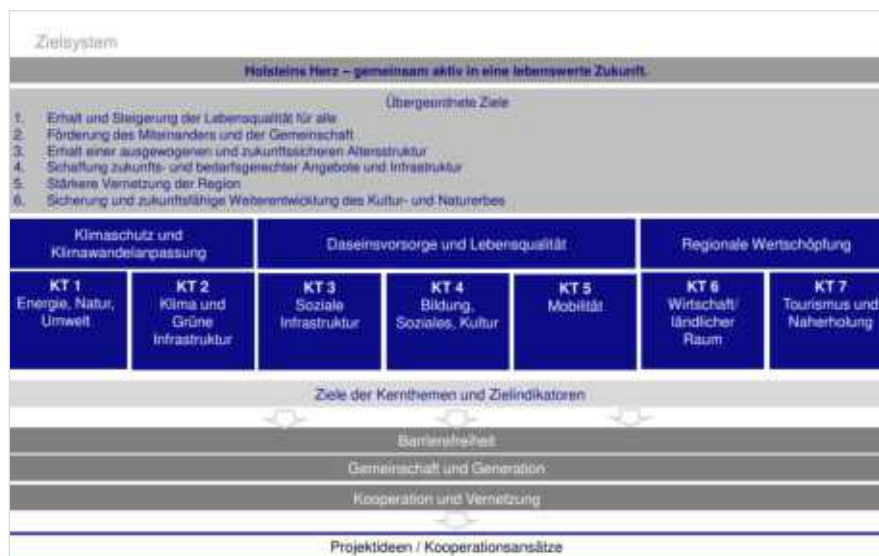 Zielsystem
Holsteins Herz – gemeinsam aktiv in eine lebenswerte Zukunft.
Übergeordnete Ziele
1. Erhalt und Steigerung der Lebensqualität für alle
2. Förderung des Miteinanders und der Gemeinschaft
3. Erhalt einer ausgewogenen und zukunftssicheren Altersstruktur
4. Schaffung zukunfts- und bedarfsgerechter Angebote und Infrastruktur
5. Stärkere Vernetzung der Region
6. Sicherung und zukunftsfähige Weiterentwicklung des Kultur- und Naturerbes
Klimaschutz und
Klimawandelanpassung
Daseinsvorsorge und Lebensqualität
Regionale Wertschöpfung
KT 1
Energie, Natur,
Umwelt
KT 2
Klima und
Grüne
Infrastruktur
KT 3
Soziale
Infrastruktur
KT 4
Bildung,
Soziales, Kultur
KT 5
Mobilität
KT 6
Wirtschaft/
ländlicher
Raum
KT 7
Tourismus und
Naherholung
Ziele der Kernthemen und Zielindikatoren
Barrierefreiheit
Gemeinschaft und Generation
Kooperation und Vernetzung
Projektideen / Kooperationsansätze